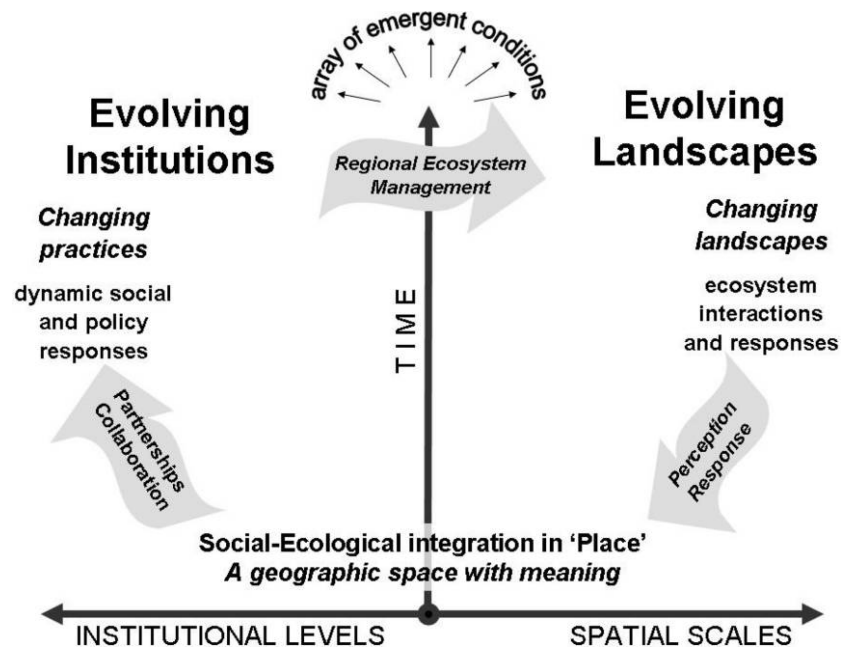 array of emergent conditions
Evolving
Institutions
Evolving
Landscapes
Regional Ecosystem
Management
Changing
practices
Changing
landscapes
dynamic social
and policy
responses
ecosystem
interactions
and responses
TIME
Partnerships
Collaboration
Perception
Response
Social-Ecological integration in ‘Place’
A geographic space with meaning
INSTITUTIONAL LEVELS
SPATIAL SCALES